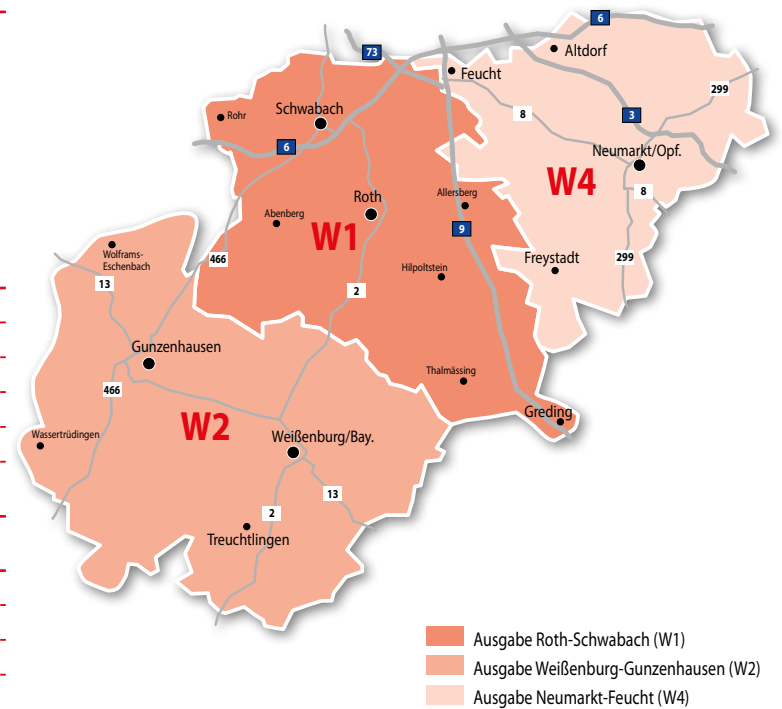 6
73
Altdorf
Feucht
299
Rohr
Schwabach
8
3
6
Neumarkt/Opf.
W4
8
Roth
Allersberg
Abenberg
W1
9
Wolframs-
Eschenbach
466
Hilpoltstein
Freystadt
299
13
2
Gunzenhausen
Thalmässing
466
Greding
W2
Wassertrüdingen
Weißenburg/Bay.
13
2
Treuchtlingen
Ausgabe Roth-Schwabach (W1)
Ausgabe Weißenburg-Gunzenhausen (W2)
Ausgabe Neumarkt-Feucht (W4)